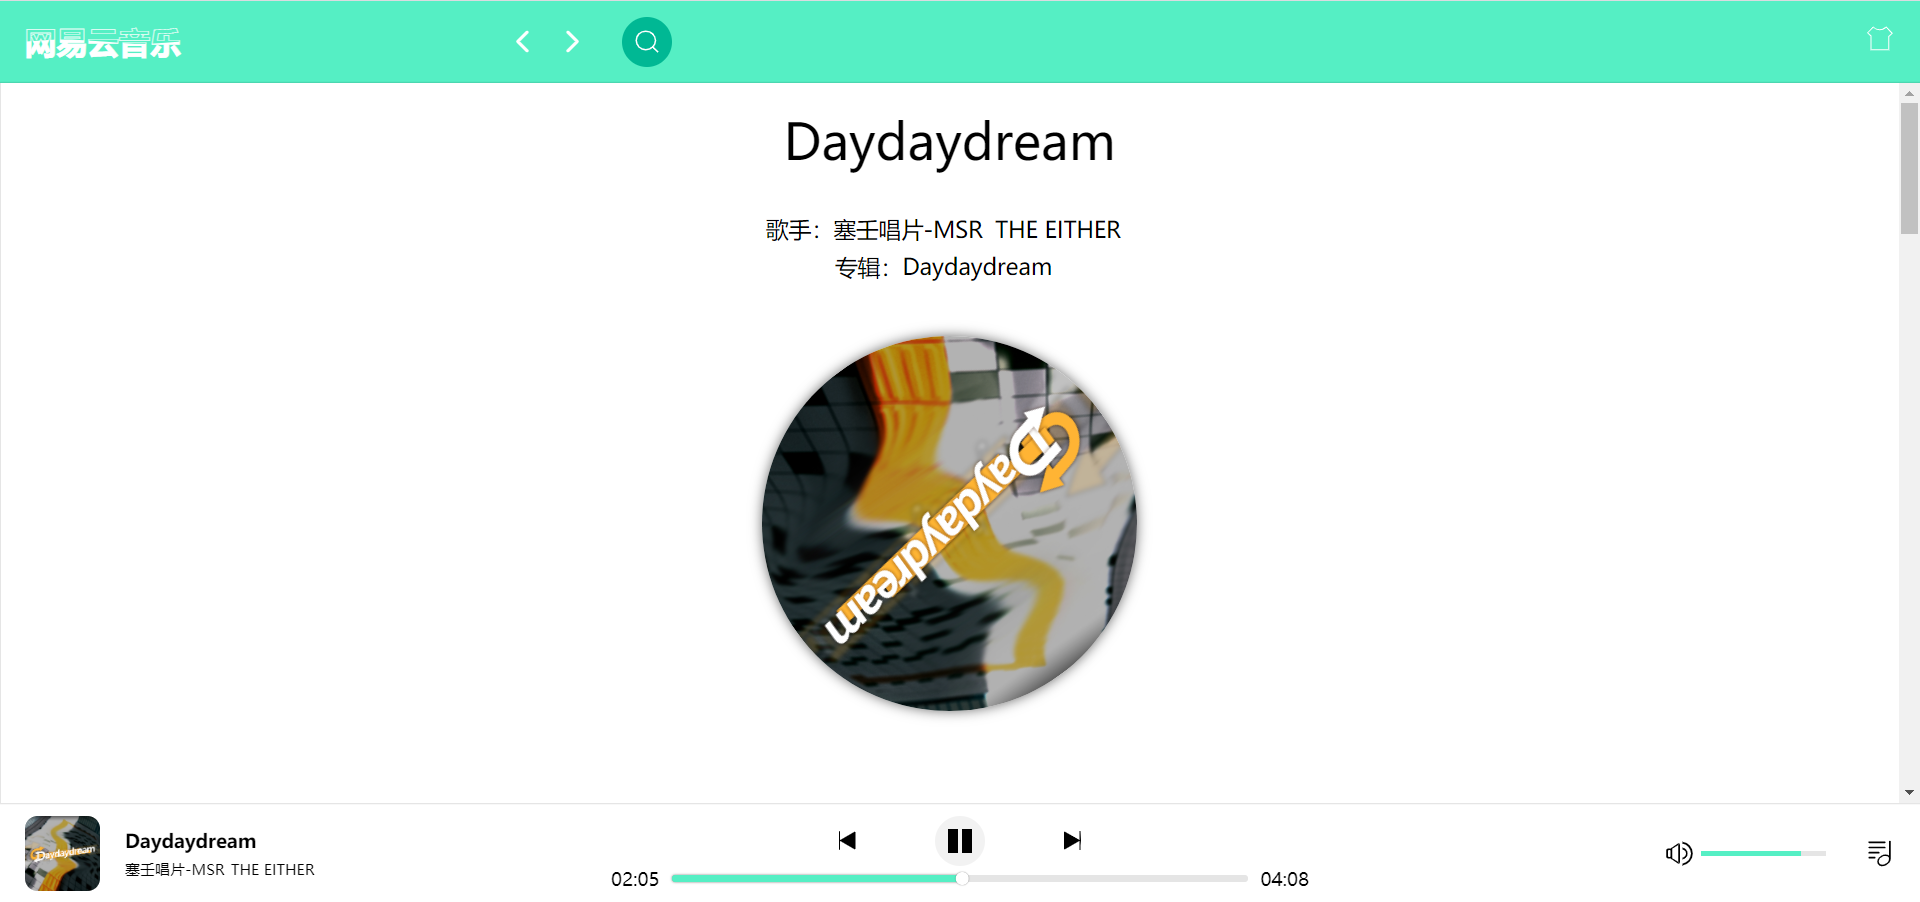 网易云音乐
Daydaydream
歌手：塞壬唱片-MSR THE EITHER
专辑：Daydaydream
Daydaydream
Daydaydream
Daydaydream
塞壬唱片-MSR THE EITHER
02:05
04:08